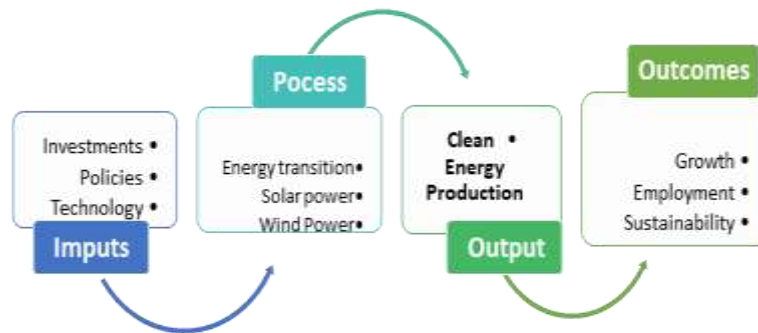 Investments •
Policies •
Technology •
Imputs
Pocess
Energy transition•
Solar power•
Wind Power•
Clean •
Energy
Production
Output
Outcomes
Growth •
Employment •
Sustainability •